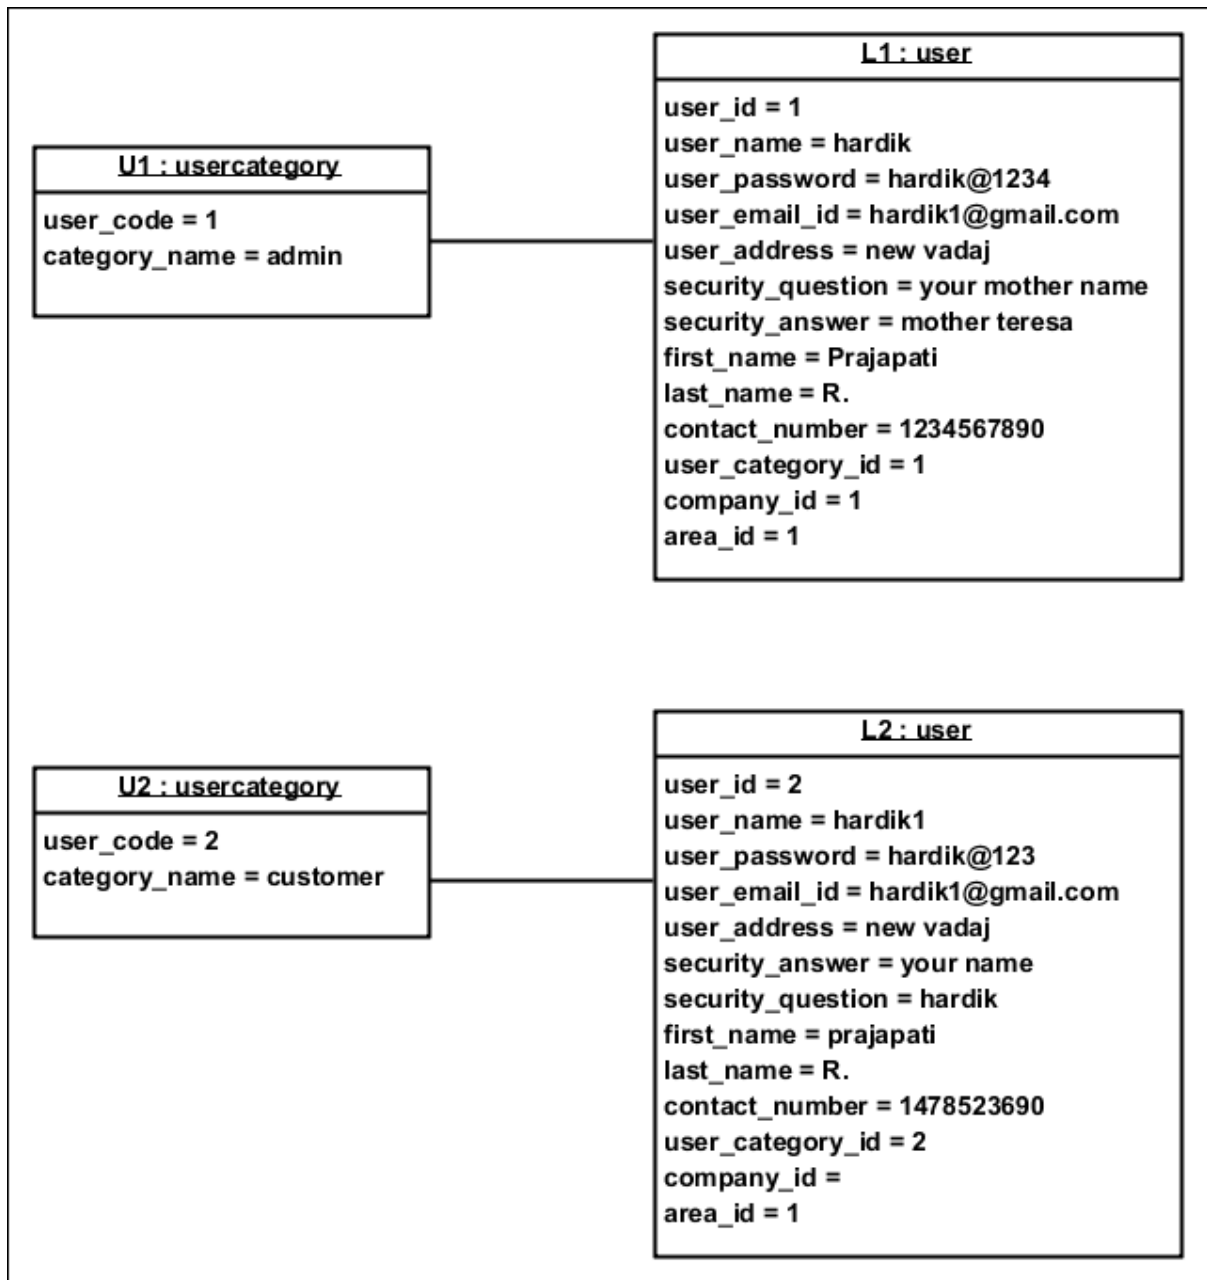 U1 : usercategory
user_code = 1
category_name = admin
L1 : user
user_id = 1
user_name = hardik
user_password = hardik@1234
user_email_id = hardik1@gmail.com
user_address = new vadaj
security_question = your mother name
security_answer = mother teresa
first_name = Prajapati
last_name = R.
contact_number = 1234567890
user_category_id = 1
company_id = 1
area_id = 1
U2 : usercategory
user_code = 2
category_name = customer
L2 : user
user_id = 2
user_name = hardik1
user_password = hardik@123
user_email_id = hardik1@gmail.com
user_address = new vadaj
security_answer = your name
security_question = hardik
first_name = prajapati
last_name = R.
contact_number = 1478523690
user_category_id = 2
company_id =
area_id = 1